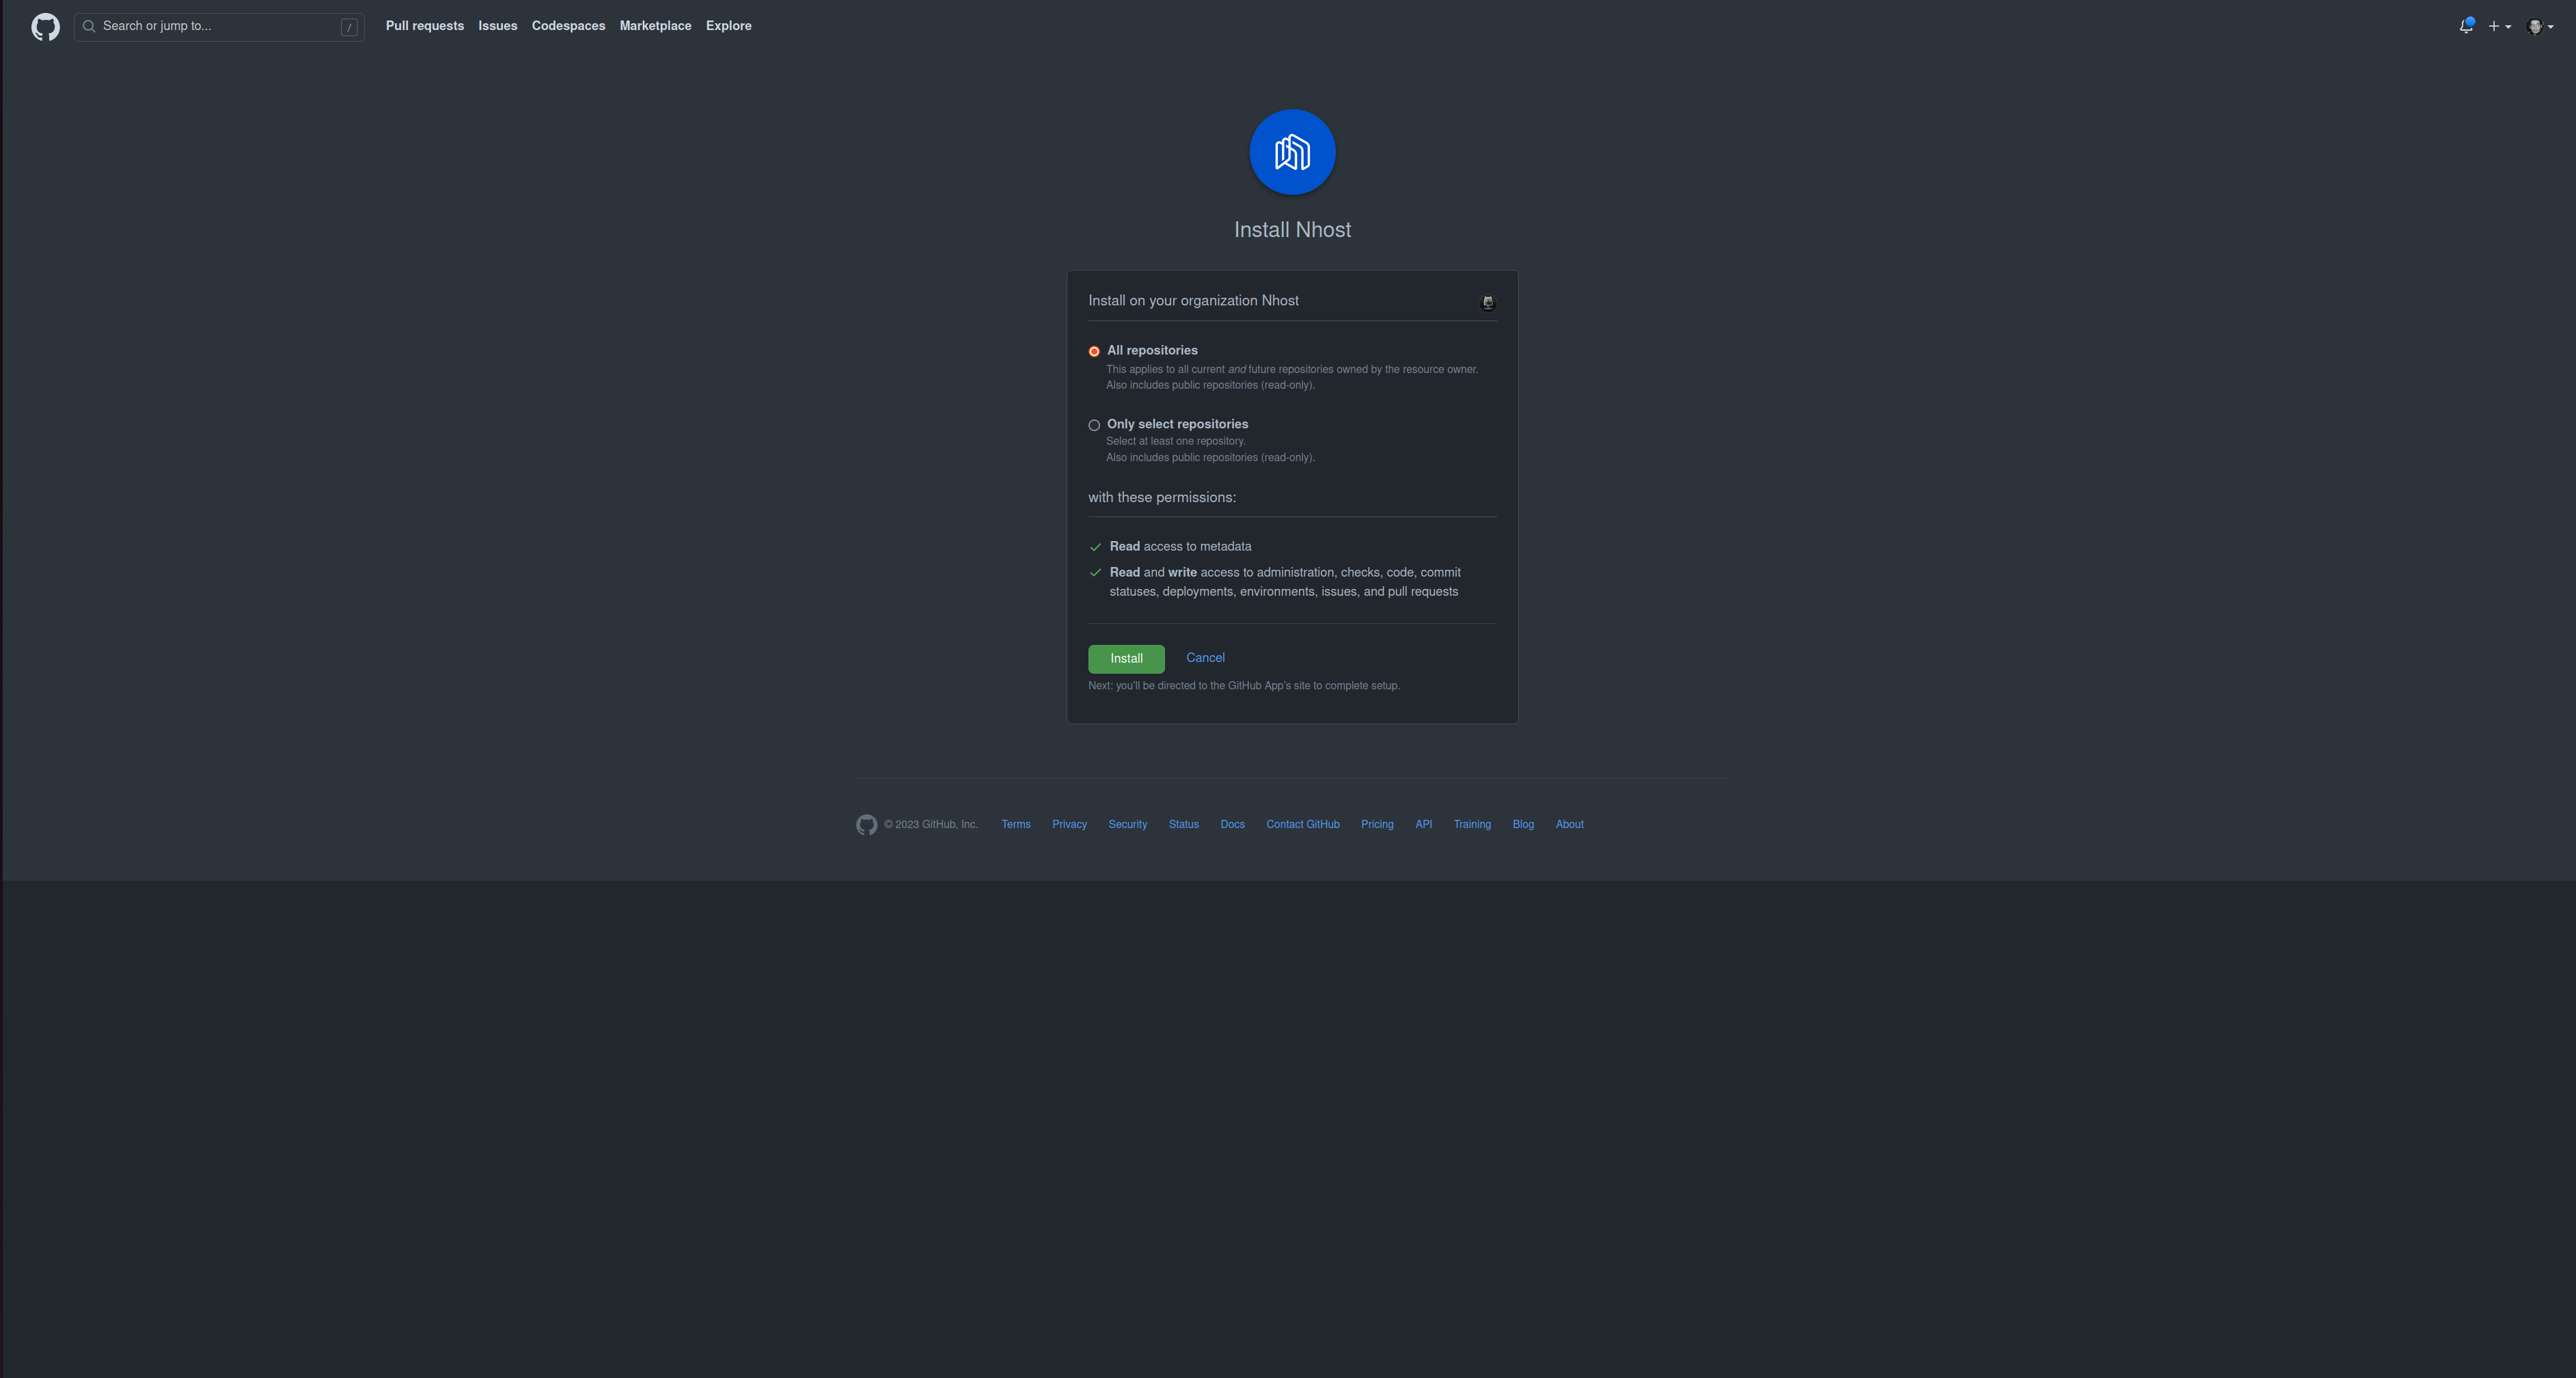 Search or jump to... /
Pull requests Issues Codespaces Marketplace Explore
Install Nhost
Install on your organization Nhost
All repositories
This applies to all current and future repositories owned by the resource owner.
Also includes public repositories (read-only).
Only select repositories
Select at least one repository.
Also includes public repositories (read-only).
with these permissions:
Read access to metadata
Read and write access to administration, checks, code, commit
statuses, deployments, environments, issues, and pull requests
Install Cancel
Next: you'll be directed to the GitHub App's site to complete setup.
© 2023 GitHub, Inc. Terms Privacy Security Status Docs Contact GitHub Pricing API Training Blog About